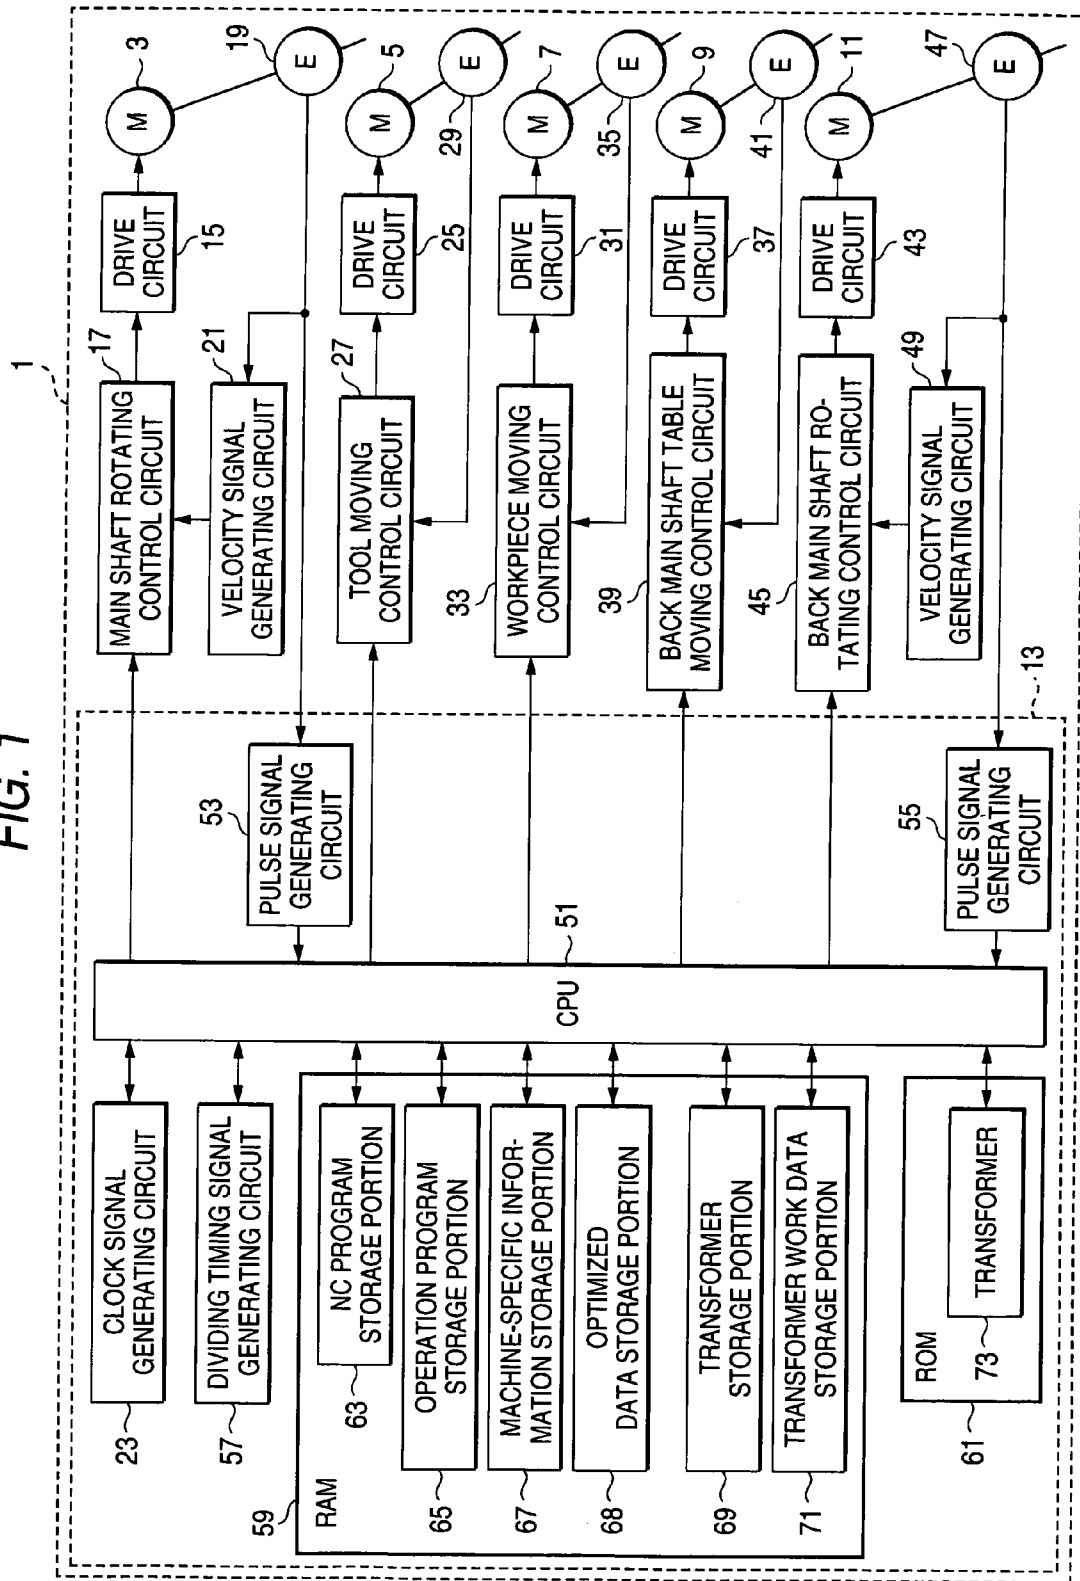 FIG. 1
1
3
M
19
E
DRIVE
CIRCUIT
15
17
MAIN SHAFT ROTATING
CONTROL CIRCUIT
21
VELOCITY SIGNAL
GENERATING CIRCUIT
5
M
29
E
DRIVE
CIRCUIT
25
27
TOOL MOVING
CONTROL CIRCUIT
7
M
35
E
DRIVE
CIRCUIT
31
33
WORKPIECE MOVING
CONTROL CIRCUIT
9
M
41
E
DRIVE
CIRCUIT
37
39
BACK MAIN SHAFT TABLE
MOVING CONTROL CIRCUIT
11
M
47
E
DRIVE
CIRCUIT
43
45
BACK MAIN SHAFT RO-
TATING CONTROL CIRCUIT
49
VELOCITY SIGNAL
GENERATING CIRCUIT
13
53
PULSE SIGNAL
GENERATING
CIRCUIT
55
PULSE SIGNAL
GENERATING
CIRCUIT
51
CPU
CLOCK SIGNAL
GENERATING CIRCUIT
23
DIVIDING TIMING SIGNAL
GENERATING CIRCUIT
57
59
RAM
NC PROGRAM
STORAGE PORTION
63
OPERATION PROGRAM
STORAGE PORTION
65
MACHINE-SPECIFIC INFOR-
MATION STORAGE PORTION
67
OPTIMIZED
DATA STORAGE PORTION
68
TRANSFORMER
STORAGE PORTION
69
TRANSFORMER WORK DATA
STORAGE PORTION
71
ROM
61
TRANSFORMER
73